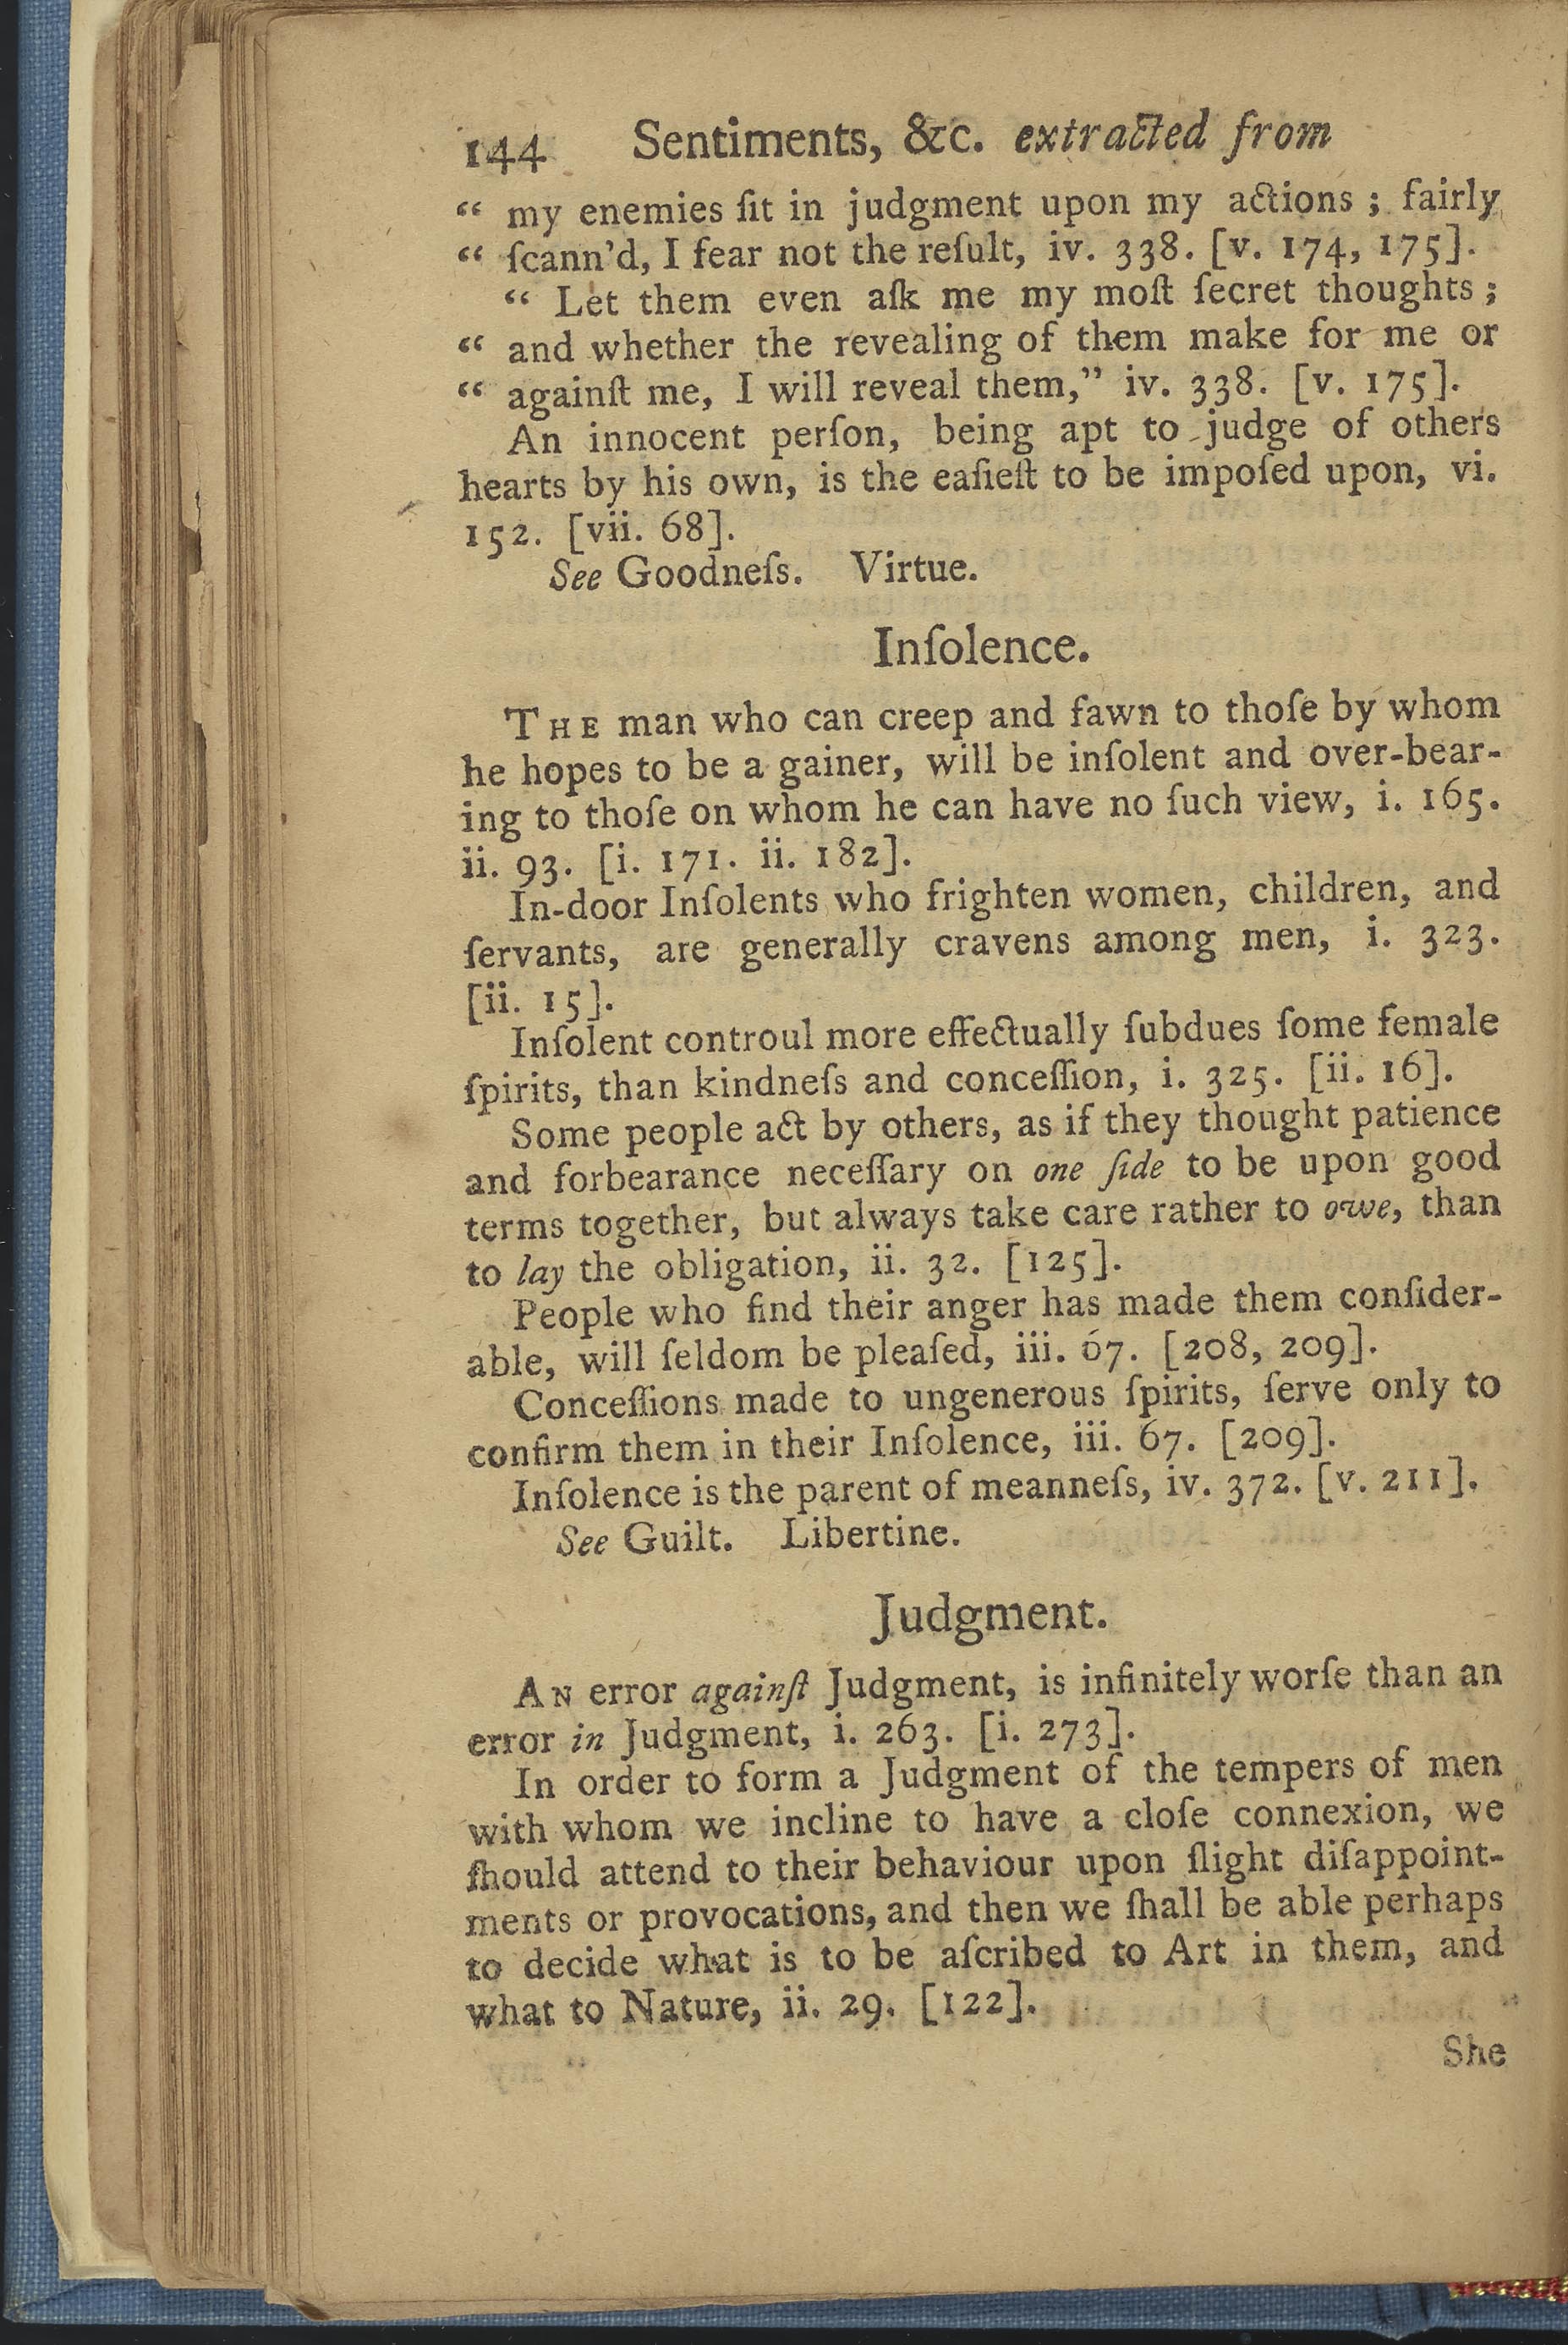 144 Sentiments, &c. extracted from
“ my enemies ſit in judgment upon my actions ; fairly
“ ſcann’d, I fear not the reſult, iv. 338. [v. 174, 175].
“ Let them even aſk me my moſt ſecret thoughts ;
“ and whether the revealing of them make for me or
“ againſt me, I will reveal them,” iv. 338. [v. 175].
An innocent perſon, being apt to judge of others
hearts by his own, is the eaſieſt to be impoſed upon, vi.
152. [vii. 68].
See Goodneſs. Virtue.
Inſolence.
THE man who can creep and fawn to thoſe by whom
he hopes to be a gainer, will be inſolent and over-bear-
ing to thoſe on whom he can have no ſuch view, i. 165.
ii. 93. [i. 171. ii. 182].
In-door Inſolents who frighten women, children, and
ſervants, are generally cravens among men, i. 323.
[ii. 15].
Inſolent controul more effectually ſubdues ſome female
ſpirits, than kindneſs and conceſſion, i. 325. [ii. 16].
Some people act by others, as if they thought patience
and forbearance neceſſary on one ſide to be upon good
terms together, but always take care rather to owe, than
to lay the obligation, ii. 32. [125].
People who find their anger has made them conſider-
able, will ſeldom be pleaſed, iii. 67. [208, 209].
Conceſſions made to ungenerous ſpirits, ſerve only to
confirm them in their Inſolence, iii. 67. [209].
Inſolence is the parent of meanneſs, iv. 372. [v. 211].
See Guilt. Libertine.
Judgment.
AN error againſt Judgment, is infinitely worſe than an
error in Judgment, i. 263. [i. 273].
In order to form a Judgment of the tempers of men
with whom we incline to have a cloſe connexion, we
ſhould attend to their behaviour upon ſlight diſappoint-
ments or provocations, and then we ſhall be able perhaps
to decide what is to be aſcribed to Art in them, and
what to Nature, ii. 29. [122].
She